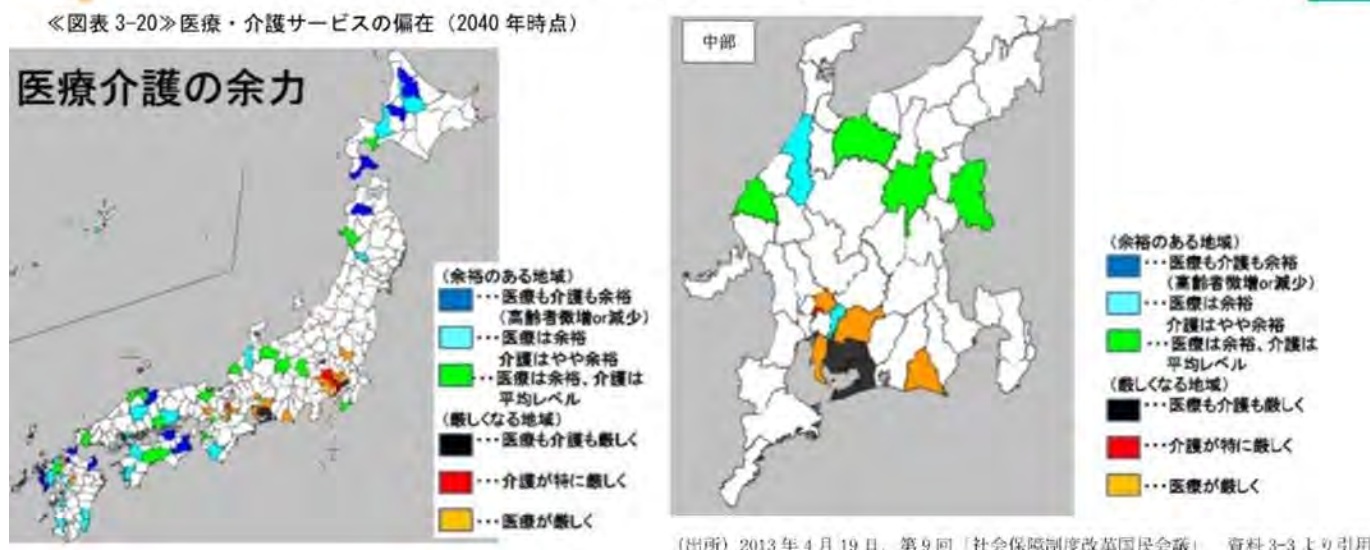 ≪図表 3-20≫医療・介護サービスの偏在（2040 年時点）
医療介護の余力
（余裕のある地域）
･･･医療も介護も余裕
（高齢者微増or減少）
･･･医療は余裕
介護はやや余裕
･･･医療は余裕、介護は
平均レベル
（厳しくなる地域）
･･･医療も介護も厳しく
･･･介護が特に厳しく
･･･医療が厳しく
中部
（余裕のある地域）
･･･医療も介護も余裕
（高齢者微増or減少）
･･･医療は余裕
介護はやや余裕
･･･医療は余裕、介護は
平均レベル
（厳しくなる地域）
･･･医療も介護も厳しく
･･･介護が特に厳しく
･･･医療が厳しく
（出所）2013 年 4 月 19 日、第 9 回「社会保障制度改革国民会議」 資料 3-3 より引用